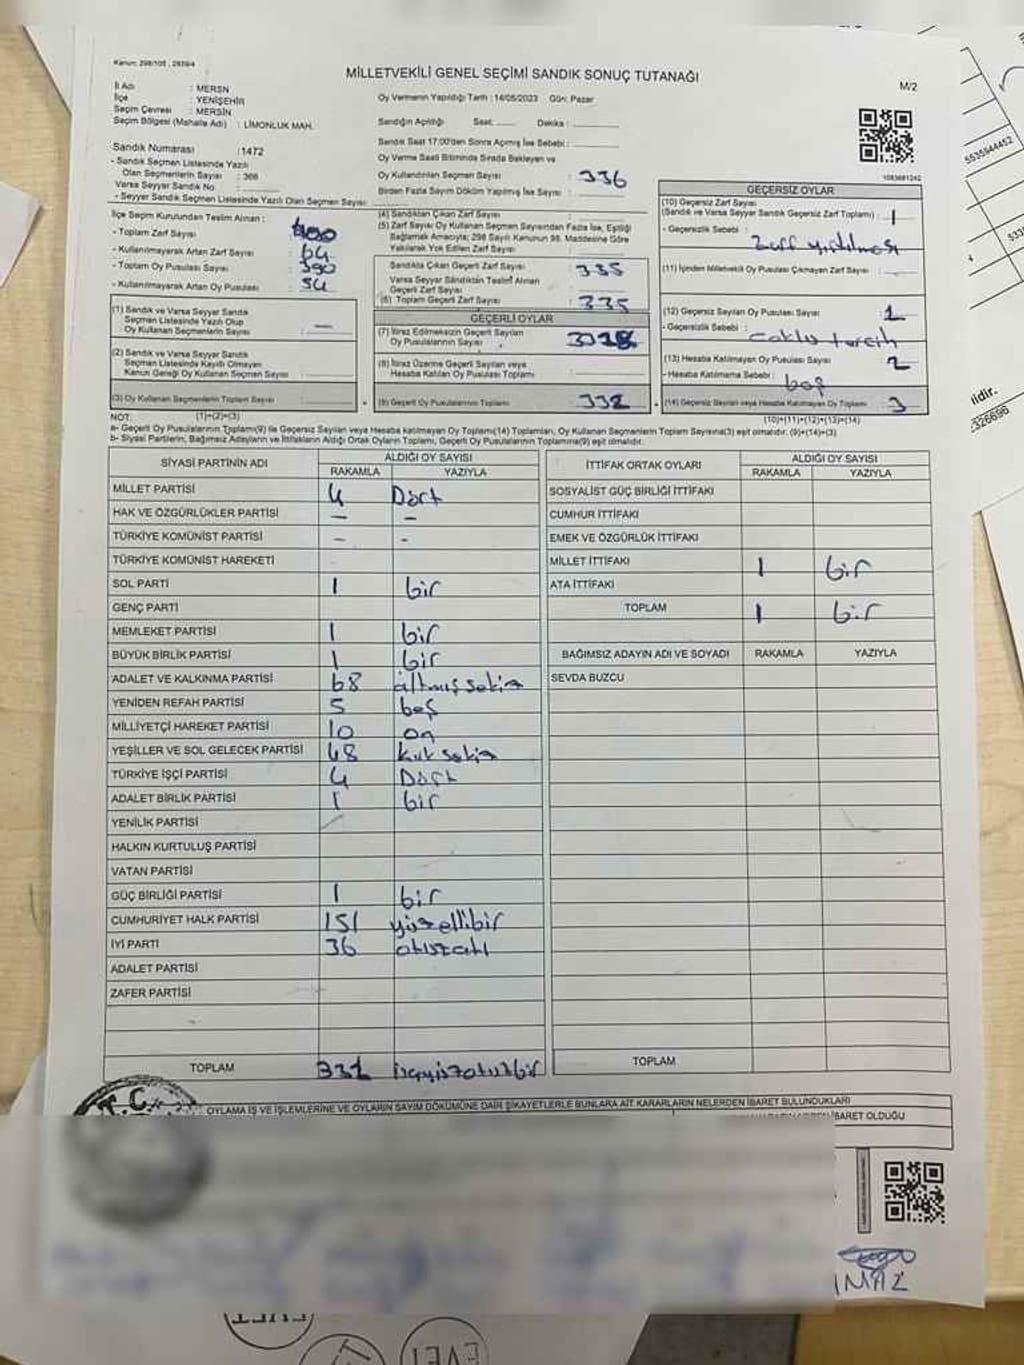 Kanun: 298/105 , 2839/4
MİLLETVEKİLİ GENEL SEÇİMİ SANDIK SONUÇ TUTANAĞI
M/2
İl Adı : MERSN
İlçe : YENİŞEHİR
Seçim Çevresi : MERSİN
Seçim Bölgesi (Mahalle Adı) : LİMONLUK MAH.
Oy Vermenin Yapıldığı Tarih : 14/05/2023 Gün: Pazar
Sandığın Açıldığı Saat: ...... Dakika : ......
Sandık Numarası :1472
- Sandık Seçmen Listesinde Yazılı
Olan Seçmenlerin Sayısı : 366
Varsa Seyyar Sandık No :
- Seyyar Seçmen Listesinde Yazılı Olan Seçmen Sayısı
Sandık Saat 17:00'den Sonra Açılmış İse Sebebi :
Oy Verme Saati Bitiminde Sırada Bekleyen ve
Oy Kullandırılan Seçmen Sayısı : 336
Birden Fazla Sayım Döküm Yapılmış İse Sayısı :
1083681242
İlçe Seçim Kurulundan Teslim Alınan :
- Toplam Zarf Sayısı : 400
- Kullanılmayarak Artan Zarf Sayısı : 64
- Toplam Oy Pusulası Sayısı : 390
- Kullanılmayarak Artan Oy Pusulası : 54
(1) Sandık ve Varsa Seyyar Sandık
Seçmen Listesinde Yazılı Olup
Oy Kullanan Seçmenlerin Sayısı :
(2) Sandık ve Varsa Seyyar Sandık
Seçmen Listesinde Kayıtlı Olmayan
Kanun Gereği Oy Kullanan Seçmen Sayısı :
(3) Oy Kullanan Seçmenlerin Toplam Sayısı :
(4) Sandıktan Çıkan Zarf Sayısı :
(5) Zarf Sayısı Oy Kullanan Seçmen Sayısından Fazla İse, Eşitliği
Bağlamak Amacıyla; 298 Sayılı Kanunun 98. Maddesine Göre
Yakılarak Yok Edilen Zarf Sayısı :
Sandıkta Çıkan Geçerli Zarf Sayısı : 335
Varsa Seyyar Sandıktan Teslim Alınan
Geçerli Zarf Sayısı :
(6) Toplam Geçerli Zarf Sayısı : 335
GEÇERLİ OYLAR
(7) İtiraz Edilmeksizin Geçerli Sayılan
Oy Pusulalarının Sayısı :
(8) İtiraz Üzerine Geçerli Sayılan veya
Hesaba Katılan Oy Pusulası Toplamı :
(9) Geçerli Oy Pusulalarının Toplamı : 332
GEÇERSİZ OYLAR
(10) Geçersiz Zarf Sayısı
(Sandık ve Varsa Seyyar Sandık Geçersiz Zarf Toplamı) : 1
- Geçersizlik Sebebi : Zarf yırtılması
(11) İçinden Milletvekili Oy Pusulası Çıkmayan Zarf Sayısı :
(12) Geçersiz Sayılan Oy Pusulası Sayısı : 1
- Geçersizlik Sebebi : çoklu tercih
(13) Hesaba Katılmayan Oy Pusulası Sayısı : 2
- Hesaba Katılmama Sebebi : boş
(14) Geçersiz Sayılan veya Hesaba Katılmayan Oy Toplamı : 3
NOT: (1)+(2)=(3)
(10)+(11)+(12)+(13)=(14)
a- Geçerli Oy Pusulalarının Toplamı(9) ile Geçersiz Sayılan veya Hesaba Katılmayan Oy Toplamı(14) Toplamları, Oy Kullanan Seçmenlerin Toplam Sayısına(3) eşit olmalıdır. (9)+(14)=(3)
b- Siyasi Partilerin, Bağımsız Adayların ve İttifakların Aldığı Ortak Oyların Toplamı, Geçerli Oy Pusulalarının Toplamına(9) eşit olmalıdır.
SİYASİ PARTİNİN ADI ALDIĞI OY SAYISI
RAKAMLA YAZIYLA
MİLLET PARTİSİ 4 Dört
HAK VE ÖZGÜRLÜKLER PARTİSİ - -
TÜRKİYE KOMÜNİST PARTİSİ - -
TÜRKİYE KOMÜNİST HAREKETİ
SOL PARTİ 1 bir
GENÇ PARTİ
MEMLEKET PARTİSİ 1 bir
BÜYÜK BİRLİK PARTİSİ 1 bir
ADALET VE KALKINMA PARTİSİ 68 altmışsekiz
YENİDEN REFAH PARTİSİ 5 beş
MİLLİYETÇİ HAREKET PARTİSİ 10 on
YEŞİLLER VE SOL GELECEK PARTİSİ 48 kırksekiz
TÜRKİYE İŞÇİ PARTİSİ 4 Dört
ADALET BİRLİK PARTİSİ 1 bir
YENİLİK PARTİSİ
HALKIN KURTULUŞ PARTİSİ
VATAN PARTİSİ
GÜÇ BİRLİĞİ PARTİSİ 1 bir
CUMHURİYET HALK PARTİSİ 151 yüzellibir
İYİ PARTİ 36 otuzaltı
ADALET PARTİSİ
ZAFER PARTİSİ
TOPLAM 331 üçyüzotuzbir
İTTİFAK ORTAK OYLARI ALDIĞI OY SAYISI
RAKAMLA YAZIYLA
SOSYALİST GÜÇ BİRLİĞİ İTTİFAKI
CUMHUR İTTİFAKI
EMEK VE ÖZGÜRLÜK İTTİFAKI
MİLLET İTTİFAKI 1 bir
ATA İTTİFAKI
TOPLAM 1 bir
BAĞIMSIZ ADAYIN ADI VE SOYADI RAKAMLA YAZIYLA
SEVDA BUZCU
TOPLAM
T.C.
OYLAMA İŞ VE İŞLEMLERİNE VE OYLARIN SAYIM DÖKÜMÜNE DAİR ŞİKAYETLERLE BUNLARA AİT KARARLARIN NELERDEN İBARET BULUNDUKLARI
İBARET OLDUĞU
5535944452
ildir.
EVET
EVET